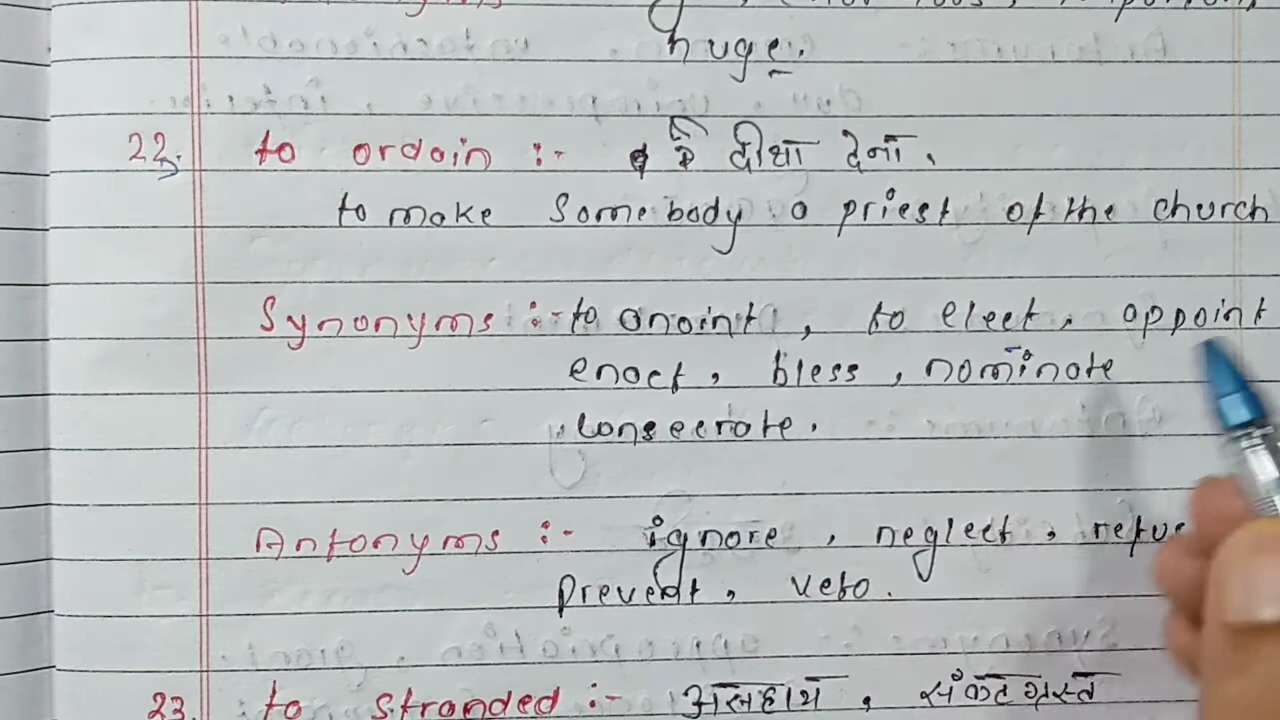 huge.
22. to ordain :- में दीक्षा देना.
to make Somebody a priest of the church
Synonyms :- to anoint, to elect, appoint
enact, bless, nominate
Consecrate.
Antonyms :- ignore, neglect,
Prevent, veto.
23. to stranded :- असहाय, संकटग्रस्त